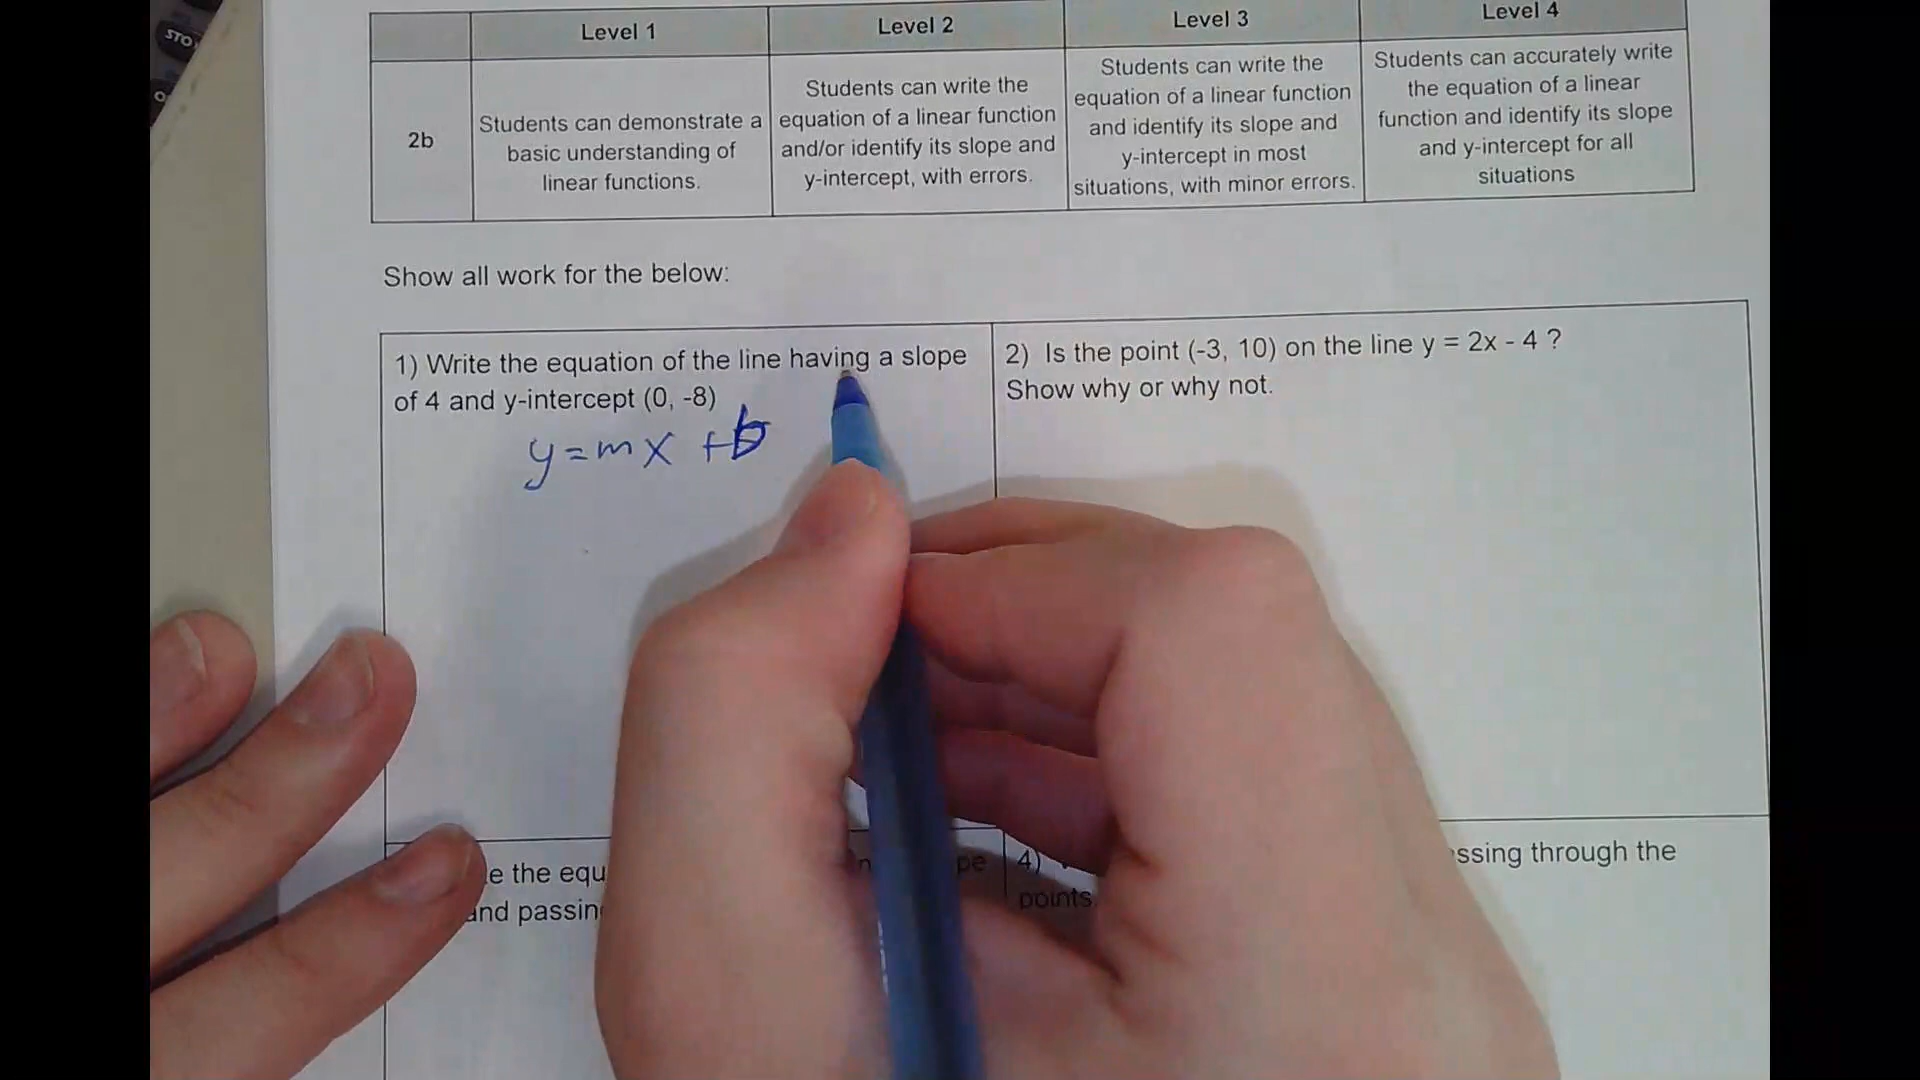 STO
Level 1
Level 2
Level 3
Level 4
2b
Students can demonstrate a
basic understanding of
linear functions.
Students can write the
equation of a linear function
and/or identify its slope and
y-intercept, with errors.
Students can write the
equation of a linear function
and identify its slope and
y-intercept in most
situations, with minor errors.
Students can accurately write
the equation of a linear
function and identify its slope
and y-intercept for all
situations
Show all work for the below:
1) Write the equation of the line having a slope
of 4 and y-intercept (0, -8)
y=mx +b
2) Is the point (-3, 10) on the line y = 2x - 4 ?
Show why or why not.
the equ
4)
through the
points